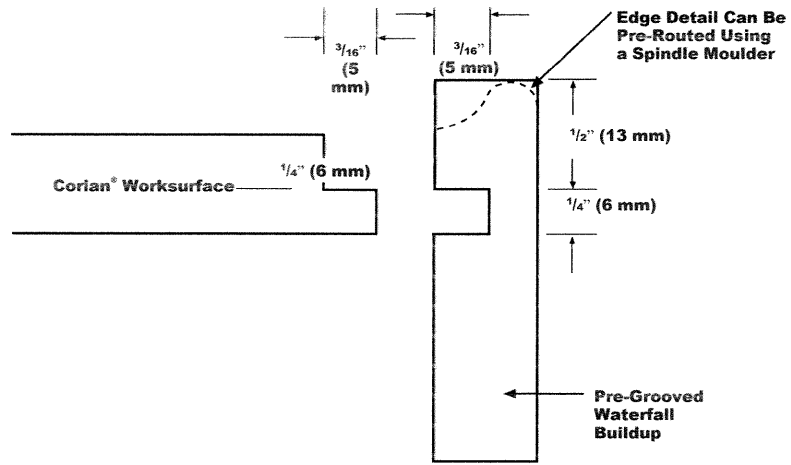 Edge Detail Can Be
Pre-Routed Using
a Spindle Moulder
3/16"
(5
mm)
3/16"
(5 mm)
1/2" (13 mm)
1/4" (6 mm)
Corian® Worksurface
1/4" (6 mm)
Pre-Grooved
Waterfall
Buildup